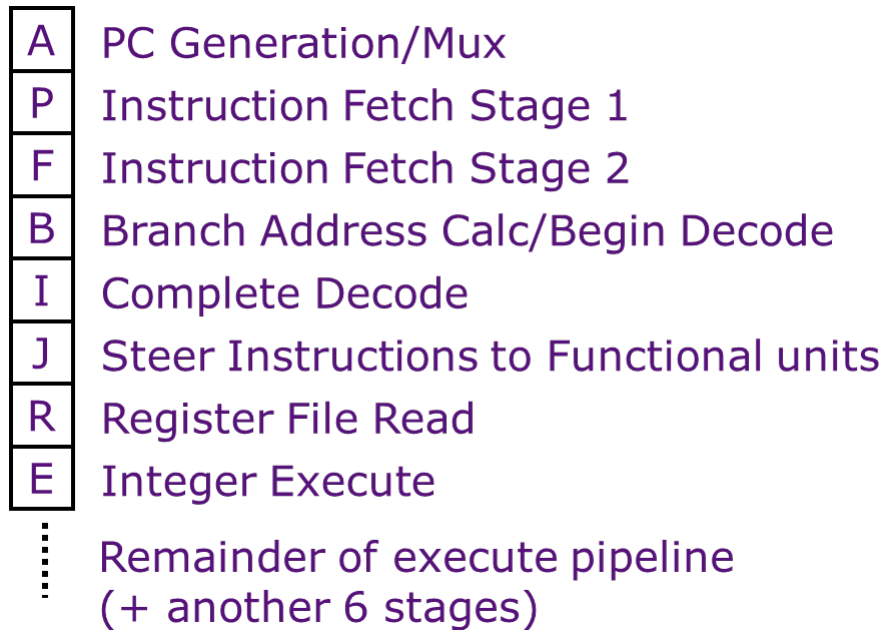 A PC Generation/Mux
P Instruction Fetch Stage 1
F Instruction Fetch Stage 2
B Branch Address Calc/Begin Decode
I Complete Decode
J Steer Instructions to Functional units
R Register File Read
E Integer Execute
Remainder of execute pipeline
(+ another 6 stages)